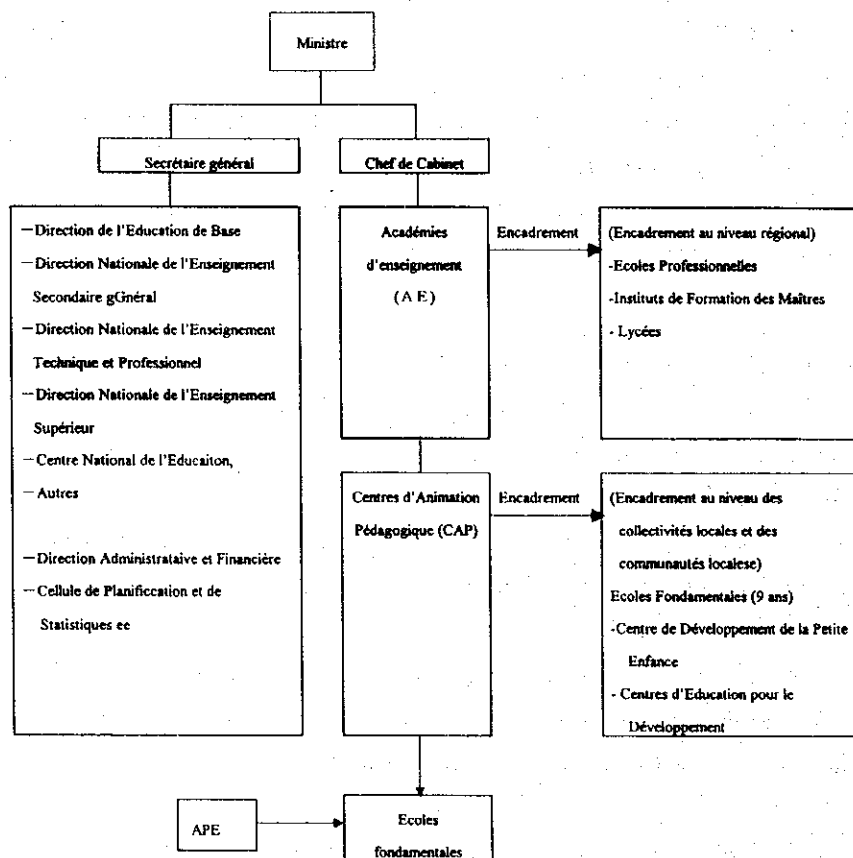 Ministre
Secrétaire général
Chef de Cabinet
—Direction de l'Education de Base
—Direction Nationale de l'Enseignement
Secondaire gGnéral
—Direction Nationale de l'Enseignement
Technique et Professionnel
—Direction Nationale de l'Enseignement
Supérieur
—Centre National de l'Educaiton,
—Autres
—Direction Administrataive et Financière
—Cellule de Planificcation et de
Statistiques ec
Académies
d'enseignement
(A E)
Encadrement
(Encadrement au niveau régional)
-Ecoles Professionnelles
-Instituts de Formation des Maîtres
- Lycées
Centres d'Animation
Pédagogique (CAP)
Encadrement
(Encadrement au niveau des
collectivités locales et des
communautés localese)
Ecoles Fondamentales (9 ans)
-Centre de Développement de la Petite
Enfance
- Centres d'Education pour le
Développement
APE
Ecoles
fondamentales